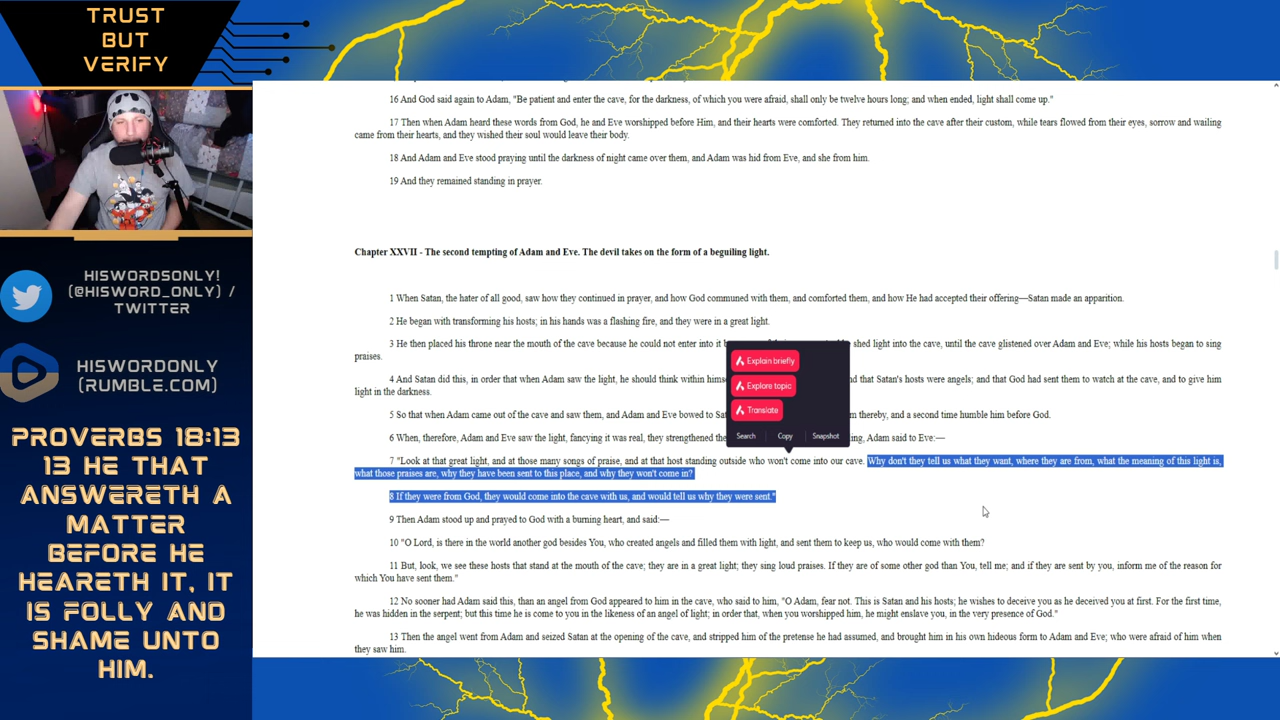 TRUST
BUT
VERIFY
HISWORDSONLY!
(@HISWORD_ONLY) /
TWITTER
HISWORDONLY
(RUMBLE.COM)
PROVERBS 18:13
13 HE THAT
ANSWERETH A
MATTER
BEFORE HE
HEARETH IT, IT
IS FOLLY AND
SHAME UNTO
HIM.
16 And God said again to Adam, "Be patient and enter the cave, for the darkness, of which you were afraid, shall only be twelve hours long; and when ended, light shall come up."
17 Then when Adam heard these words from God, he and Eve worshipped before Him, and their hearts were comforted. They returned into the cave after their custom, while tears flowed from their eyes, sorrow and wailing
came from their hearts, and they wished their soul would leave their body.
18 And Adam and Eve stood praying until the darkness of night came over them, and Adam was hid from Eve, and she from him.
19 And they remained standing in prayer.
Chapter XXVII - The second tempting of Adam and Eve. The devil takes on the form of a beguiling light.
1 When Satan, the hater of all good, saw how they continued in prayer, and how God communed with them, and comforted them, and how He had accepted their offering—Satan made an apparition.
2 He began with transforming his hosts; in his hands was a flashing fire, and they were in a great light.
3 He then placed his throne near the mouth of the cave because he could not enter into it shed light into the cave, until the cave glistened over Adam and Eve; while his hosts began to sing
praises.
4 And Satan did this, in order that when Adam saw the light, he should think within and that Satan's hosts were angels; and that God had sent them to watch at the cave, and to give him
light in the darkness.
5 So that when Adam came out of the cave and saw them, and Adam and Eve bowed to thereby, and a second time humble him before God.
6 When, therefore, Adam and Eve saw the light, fancying it was real, they strengthened Adam said to Eve:—
7 "Look at that great light, and at those many songs of praise, and at that host standing outside who won't come into our cave. Why don't they tell us what they want, where they are from, what the meaning of this light is,
what those praises are, why they have been sent to this place, and why they won't come in?
8 If they were from God, they would come into the cave with us, and would tell us why they were sent."
9 Then Adam stood up and prayed to God with a burning heart, and said:—
10 "O Lord, is there in the world another god besides You, who created angels and filled them with light, and sent them to keep us, who would come with them?
11 But, look, we see these hosts that stand at the mouth of the cave; they are in a great light; they sing loud praises. If they are of some other god than You, tell me; and if they are sent by you, inform me of the reason for
which You have sent them."
12 No sooner had Adam said this, than an angel from God appeared to him in the cave, who said to him, "O Adam, fear not. This is Satan and his hosts; he wishes to deceive you as he deceived you at first. For the first time,
he was hidden in the serpent; but this time he is come to you in the likeness of an angel of light; in order that, when you worshipped him, he might enslave you, in the very presence of God."
13 Then the angel went from Adam and seized Satan at the opening of the cave, and stripped him of the pretense he had assumed, and brought him in his own hideous form to Adam and Eve; who were afraid of him when
they saw him.
Explain briefly
Explore topic
Translate
Search Copy Snapshot